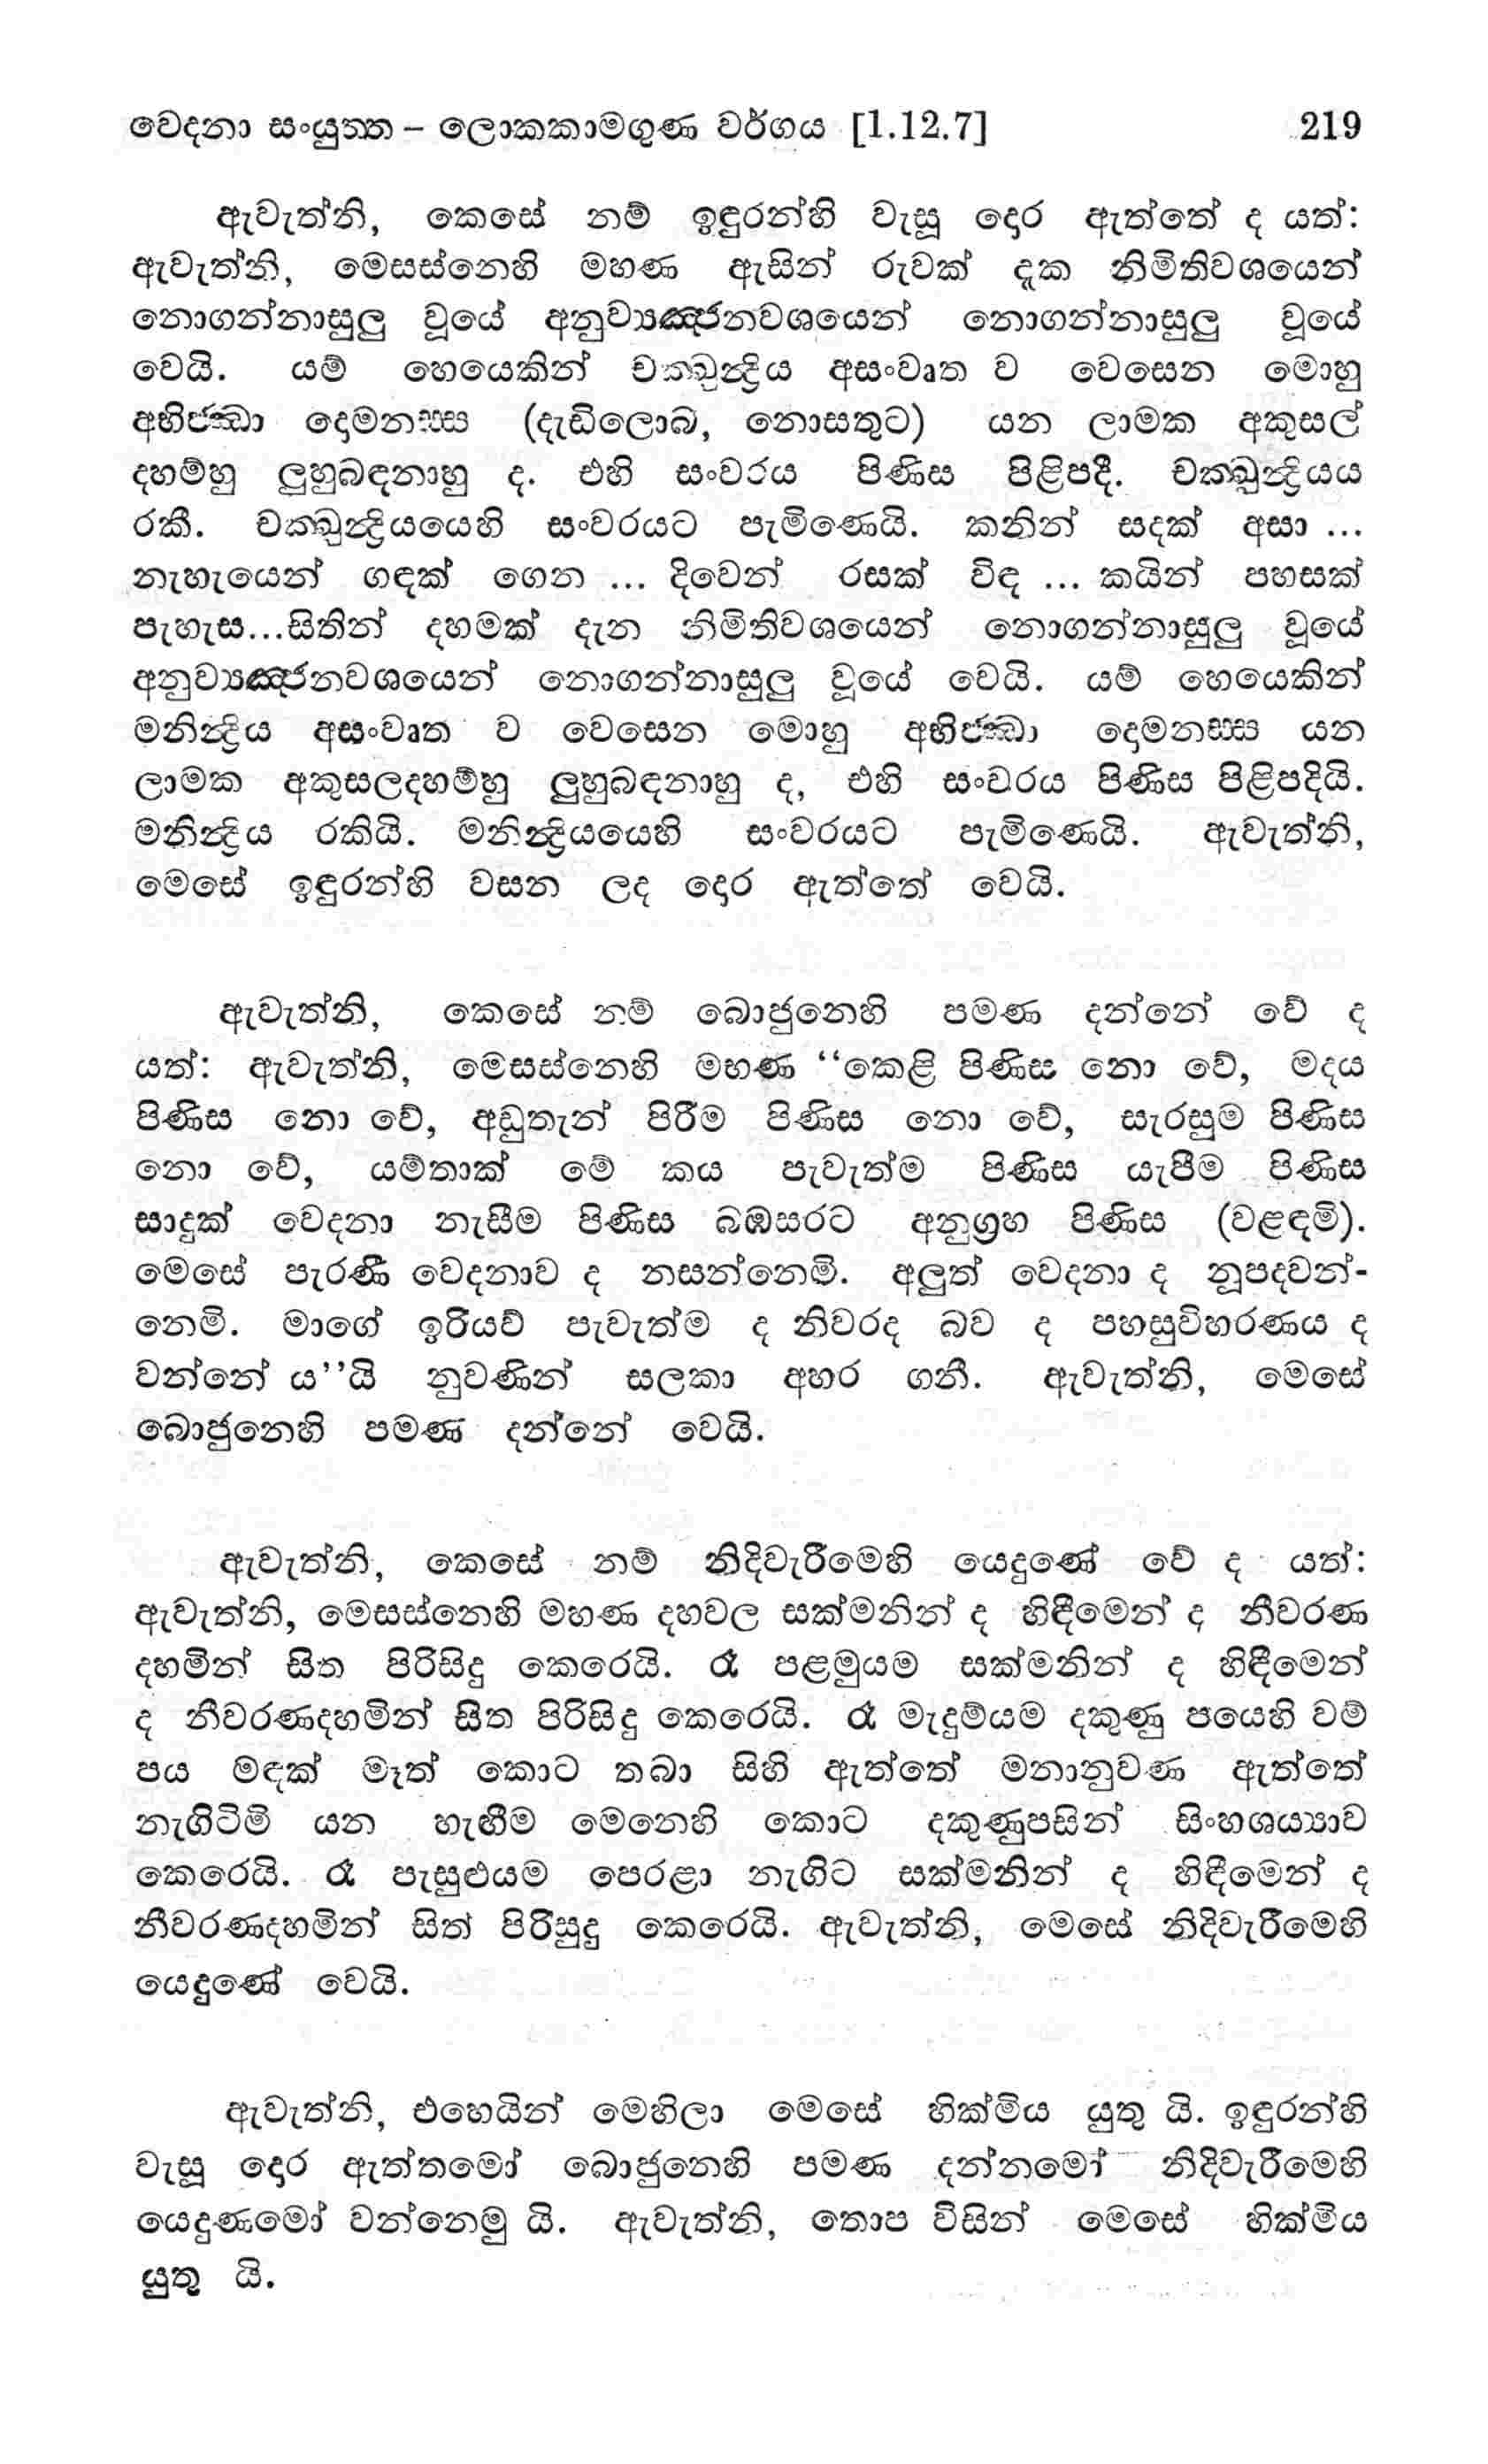 වෙදනා සංයුත්ත – ලොකකාමගුණ වර්ගය [1.12.7] 219
ඇවැත්නි, කෙසේ නම් ඉඳුරන්හි වැසූ දොර ඇත්තේ ද යත්:
ඇවැත්නි, මෙසස්නෙහි මහණ ඇසින් රුවක් දැක නිමිතිවශයෙන්
නොගන්නාසුලු වූයේ අනුව්‍යඤ්ජනවශයෙන් නොගන්නාසුලු වූයේ
වෙයි. යම් හෙයෙකින් චක්ඛුන්ද්‍රිය අසංවෘත ව වෙසෙන මොහු
අභිජ්ඣා දොමනස්ස (දැඩිලොබ, නොසතුට) යන ලාමක අකුසල්
දහම්හු ලුහුබඳනාහු ද. එහි සංවරය පිණිස පිළිපදී. චක්ඛුන්ද්‍රියය
රකී. චක්ඛුන්ද්‍රියයෙහි සංවරයට පැමිණෙයි. කනින් සදක් අසා ...
නැහැයෙන් ගඳක් ගෙන ... දිවෙන් රසක් විඳ ... කයින් පහසක්
පැහැස...සිතින් දහමක් දැන නිමිතිවශයෙන් නොගන්නාසුලු වූයේ
අනුව්‍යඤ්ජනවශයෙන් නොගන්නාසුලු වූයේ වෙයි. යම් හෙයෙකින්
මනින්ද්‍රිය අසංවෘත ව වෙසෙන මොහු අභිජ්ඣා දොමනස්ස යන
ලාමක අකුසලදහම්හු ලුහුබඳනාහු ද, එහි සංවරය පිණිස පිළිපදියි.
මනින්ද්‍රිය රකියි. මනින්ද්‍රියයෙහි සංවරයට පැමිණෙයි. ඇවැත්නි,
මෙසේ ඉඳුරන්හි වසන ලද දොර ඇත්තේ වෙයි.
ඇවැත්නි, කෙසේ නම් බොජුනෙහි පමණ දන්නේ වේ ද
යත්: ඇවැත්නි, මෙසස්නෙහි මහණ “කෙළි පිණිස නො වේ, මදය
පිණිස නො වේ, අඩුතැන් පිරීම පිණිස නො වේ, සැරසුම පිණිස
නො වේ, යම්තාක් මේ කය පැවැත්ම පිණිස යැපීම පිණිස
සාදුක් වෙදනා නැසීම පිණිස බඹසරට අනුග්‍රහ පිණිස (වළඳමි).
මෙසේ පැරණි වෙදනාව ද නසන්නෙමි. අලුත් වෙදනා ද නූපදවන්-
නෙමි. මාගේ ඉරියව් පැවැත්ම ද නිවරද බව ද පහසුවිහරණය ද
වන්නේ ය”යි නුවණින් සලකා අහර ගනී. ඇවැත්නි, මෙසේ
බොජුනෙහි පමණ දන්නේ වෙයි.
ඇවැත්නි, කෙසේ නම් නිදිවැරීමෙහි යෙදුණේ වේ ද යත්:
ඇවැත්නි, මෙසස්නෙහි මහණ දහවල සක්මනින් ද හිඳීමෙන් ද නීවරණ
දහමින් සිත පිරිසිදු කෙරෙයි. රෑ පළමුයම සක්මනින් ද හිඳීමෙන්
ද නීවරණදහමින් සිත පිරිසිදු කෙරෙයි. රෑ මැදුම්යම දකුණු පයෙහි වම්
පය මඳක් මෑත් කොට තබා සිහි ඇත්තේ මනානුවණ ඇත්තේ
නැගිටිමි යන හැඟීම මෙනෙහි කොට දකුණුපසින් සිංහශය්‍යාව
කෙරෙයි. රෑ පැසුළුයම පෙරළා නැගිට සක්මනින් ද හිඳීමෙන් ද
නීවරණදහමින් සිත් පිරිසුදු කෙරෙයි. ඇවැත්නි, මෙසේ නිදිවැරීමෙහි
යෙදුණේ වෙයි.
ඇවැත්නි, එහෙයින් මෙහිලා මෙසේ හික්මිය යුතු යි. ඉඳුරන්හි
වැසූ දොර ඇත්තමෝ බොජුනෙහි පමණ දන්නමෝ නිදිවැරීමෙහි
යෙදුණමෝ වන්නෙමු යි. ඇවැත්නි, තොප විසින් මෙසේ හික්මිය
යුතු යි.